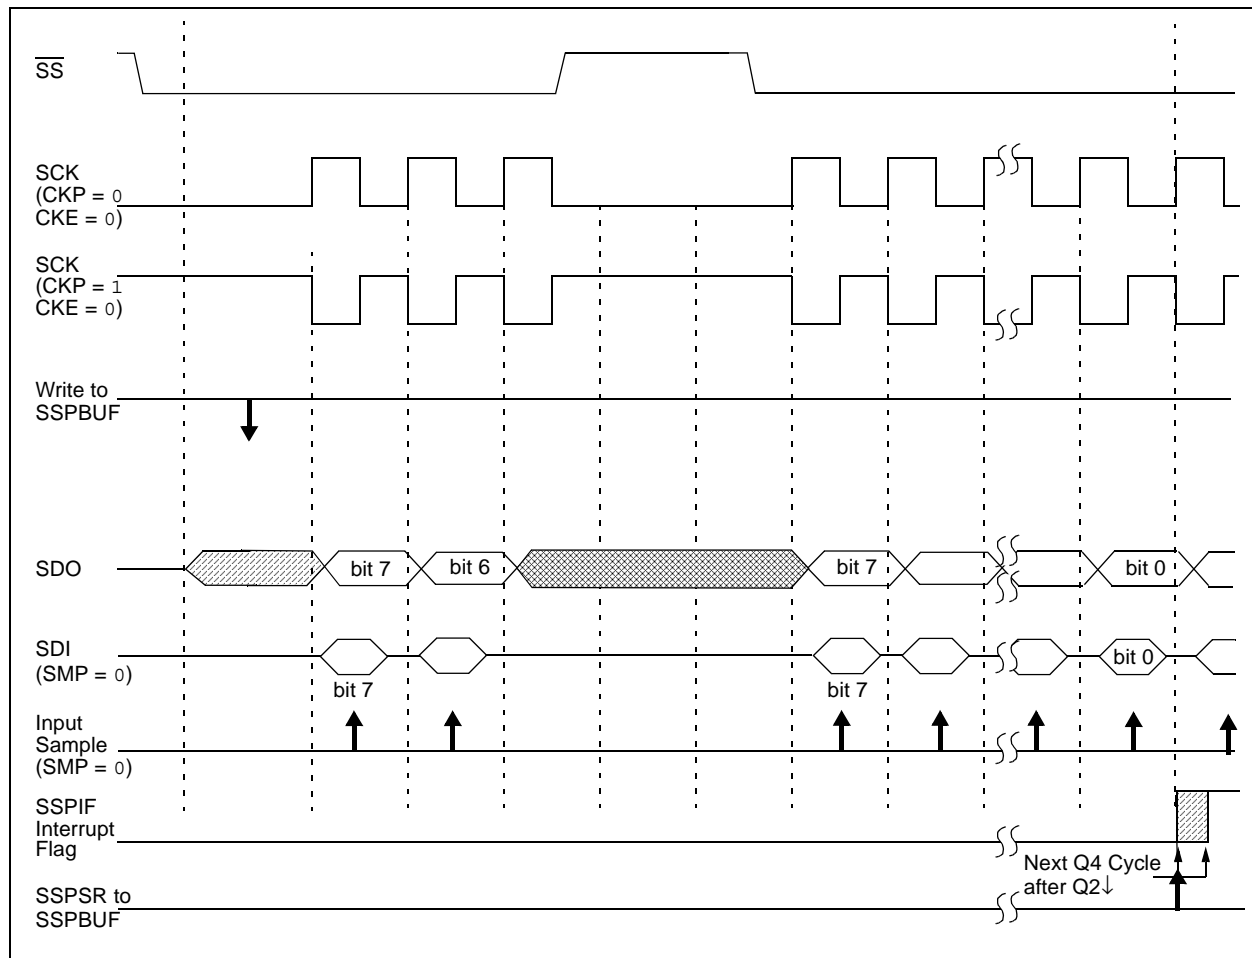 SS
SCK
(CKP = 0
CKE = 0)
SCK
(CKP = 1
CKE = 0)
Write to
SSPBUF
SDO
bit 7
bit 6
bit 7
bit 0
SDI
(SMP = 0)
bit 7
bit 7
bit 0
Input
Sample
(SMP = 0)
SSPIF
Interrupt
Flag
Next Q4 Cycle
after Q2↓
SSPSR to
SSPBUF